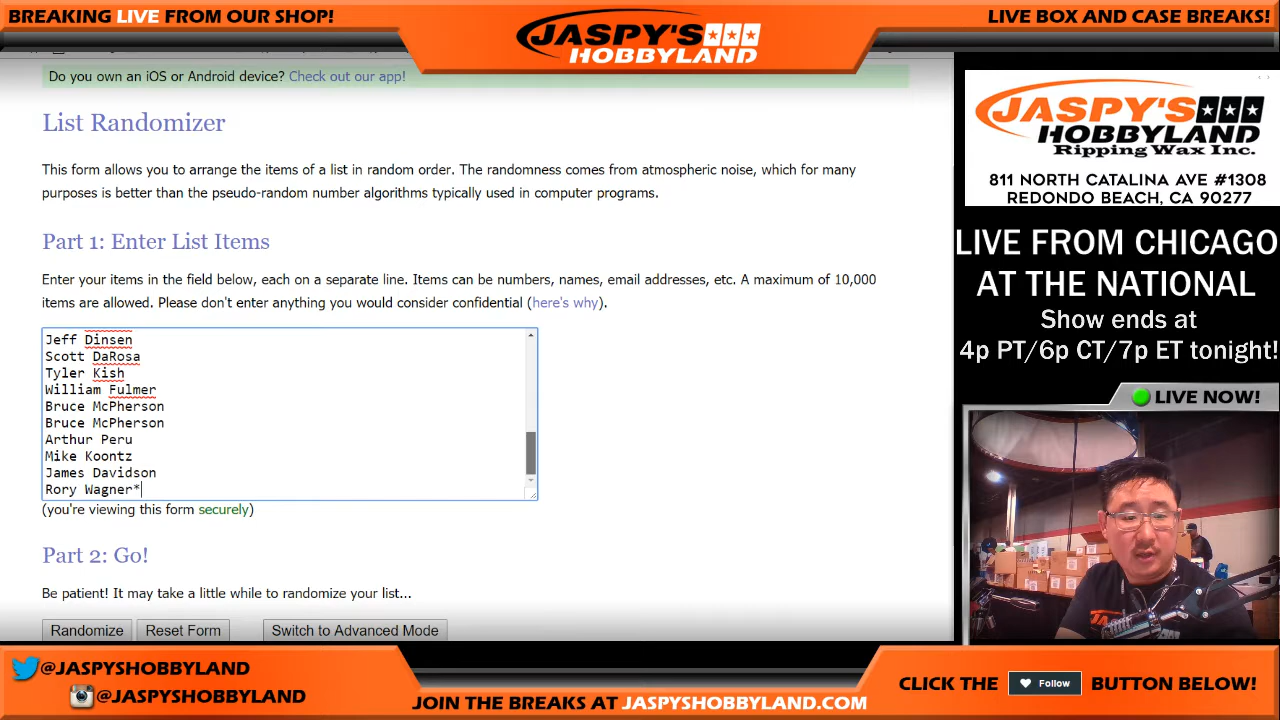 BREAKING LIVE FROM OUR SHOP!
JASPY'S
HOBBYLAND
LIVE BOX AND CASE BREAKS!
Do you own an iOS or Android device? Check out our app!
List Randomizer
This form allows you to arrange the items of a list in random order. The randomness comes from atmospheric noise, which for many
purposes is better than the pseudo-random number algorithms typically used in computer programs.
Part 1: Enter List Items
Enter your items in the field below, each on a separate line. Items can be numbers, names, email addresses, etc. A maximum of 10,000
items are allowed. Please don't enter anything you would consider confidential (here's why).
Jeff Dinsen
Scott DaRosa
Tyler Kish
William Fulmer
Bruce McPherson
Bruce McPherson
Arthur Peru
Mike Koontz
James Davidson
Rory Wagner*
(you're viewing this form securely)
Part 2: Go!
Be patient! It may take a little while to randomize your list...
Randomize
Reset Form
Switch to Advanced Mode
JASPY'S
HOBBYLAND
Ripping Wax Inc.
811 NORTH CATALINA AVE #1308
REDONDO BEACH, CA 90277
LIVE FROM CHICAGO
AT THE NATIONAL
Show ends at
4p PT/6p CT/7p ET tonight!
LIVE NOW!
@JASPYSHOBBYLAND
@JASPYSHOBBYLAND
JOIN THE BREAKS AT JASPYSHOBBYLAND.COM
CLICK THE Follow BUTTON BELOW!